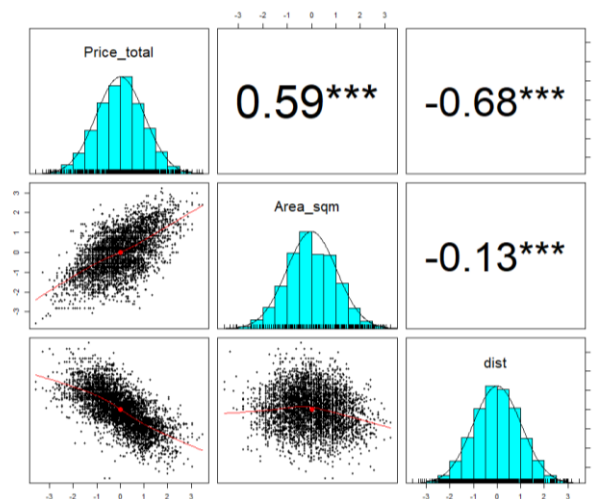 -3 -2 -1 0 1 2 3
Price_total
0.59***
-0.68***
3
2
1
0
-1
-2
-3
Area_sqm
-0.13***
dist
-3 -2 -1 0 1 2 3
-3 -2 -1 0 1 2 3